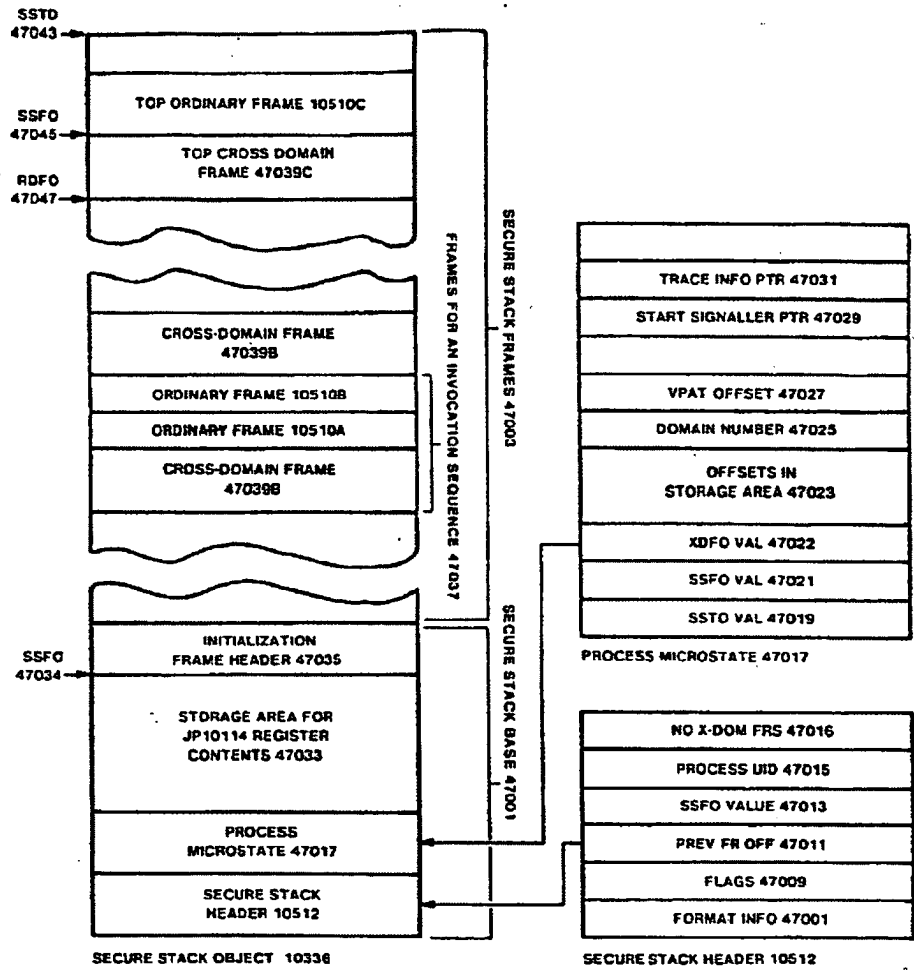 SSTO
47043
TOP ORDINARY FRAME 10510C
SSFO
47045
TOP CROSS DOMAIN
FRAME 47039C
RDFO
47047
CROSS-DOMAIN FRAME
47039B
ORDINARY FRAME 10510B
ORDINARY FRAME 10510A
CROSS-DOMAIN FRAME
47039B
INITIALIZATION
FRAME HEADER 47035
SSFO
47034
STORAGE AREA FOR
JP10114 REGISTER
CONTENTS 47033
PROCESS
MICROSTATE 47017
SECURE STACK
HEADER 10512
SECURE STACK OBJECT 10336
FRAMES FOR AN INVOCATION SEQUENCE 47037
SECURE STACK FRAMES 47003
SECURE STACK BASE 47001
TRACE INFO PTR 47031
START SIGNALLER PTR 47029
VPAT OFFSET 47027
DOMAIN NUMBER 47025
OFFSETS IN
STORAGE AREA 47023
XDFO VAL 47022
SSFO VAL 47021
SSTO VAL 47019
PROCESS MICROSTATE 47017
NO X-DOM FRS 47016
PROCESS UID 47015
SSFO VALUE 47013
PREV FR OFF 47011
FLAGS 47009
FORMAT INFO 47001
SECURE STACK HEADER 10512